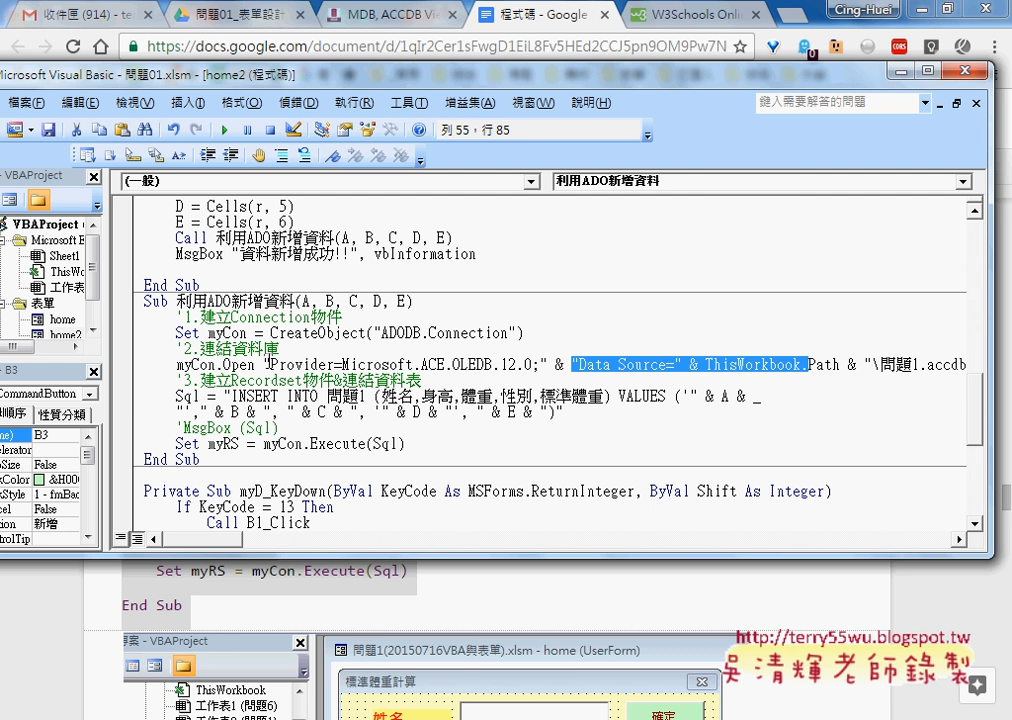 收件匣 (914) - ter
問題01_表單設計
MDB, ACCDB Vi
程式碼 - Google
W3Schools Onl
Cing-Huei
https://docs.google.com/document/d/1qIr2Cer1sFwgD1EiL8Fv5HEd2CCJ5pn9OM9Pw7N
Microsoft Visual Basic - 問題01.xlsm - [home2 (程式碼)]
檔案(F) 編輯(E) 檢視(V) 插入(I) 格式(O) 偵錯(D) 執行(R) 工具(T) 增益集(A) 視窗(W) 說明(H)
鍵入需要解答的問題
列 55，行 85
- VBAProject
(一般)
利用ADO新增資料
VBAProject (
Microsoft E
Sheet1
ThisWo
工作表
表單
home
home2
- B3
CommandButton
順序 性質分類
B3
celerator
oSize False
ckColor &H00
ckStyle 1 - fmBac
cel False
tion 新增
trolTip
D = Cells(r, 5)
E = Cells(r, 6)
Call 利用ADO新增資料(A, B, C, D, E)
MsgBox "資料新增成功!!", vbInformation
End Sub
Sub 利用ADO新增資料(A, B, C, D, E)
'1.建立Connection物件
Set myCon = CreateObject("ADODB.Connection")
'2.連結資料庫
myCon.Open "Provider=Microsoft.ACE.OLEDB.12.0;" & "Data Source=" & ThisWorkbook.Path & "\問題1.accdb
'3.建立Recordset物件&連結資料表
Sql = "INSERT INTO 問題1 (姓名,身高,體重,性別,標準體重) VALUES ('" & A & _
"'," & B & ", " & C & ", '" & D & "', " & E & ")"
'MsgBox (Sql)
Set myRS = myCon.Execute(Sql)
End Sub
Private Sub myD_KeyDown(ByVal KeyCode As MSForms.ReturnInteger, ByVal Shift As Integer)
If KeyCode = 13 Then
Call B1_Click
Set myRS = myCon.Execute(Sql)
End Sub
專案 - VBAProject
ThisWorkbook
工作表1 (問題6)
問題1(20150716VBA與表單).xlsm - home (UserForm)
標準體重計算
姓名
確定
http://terry55wu.blogspot.tw
吳清輝老師錄製